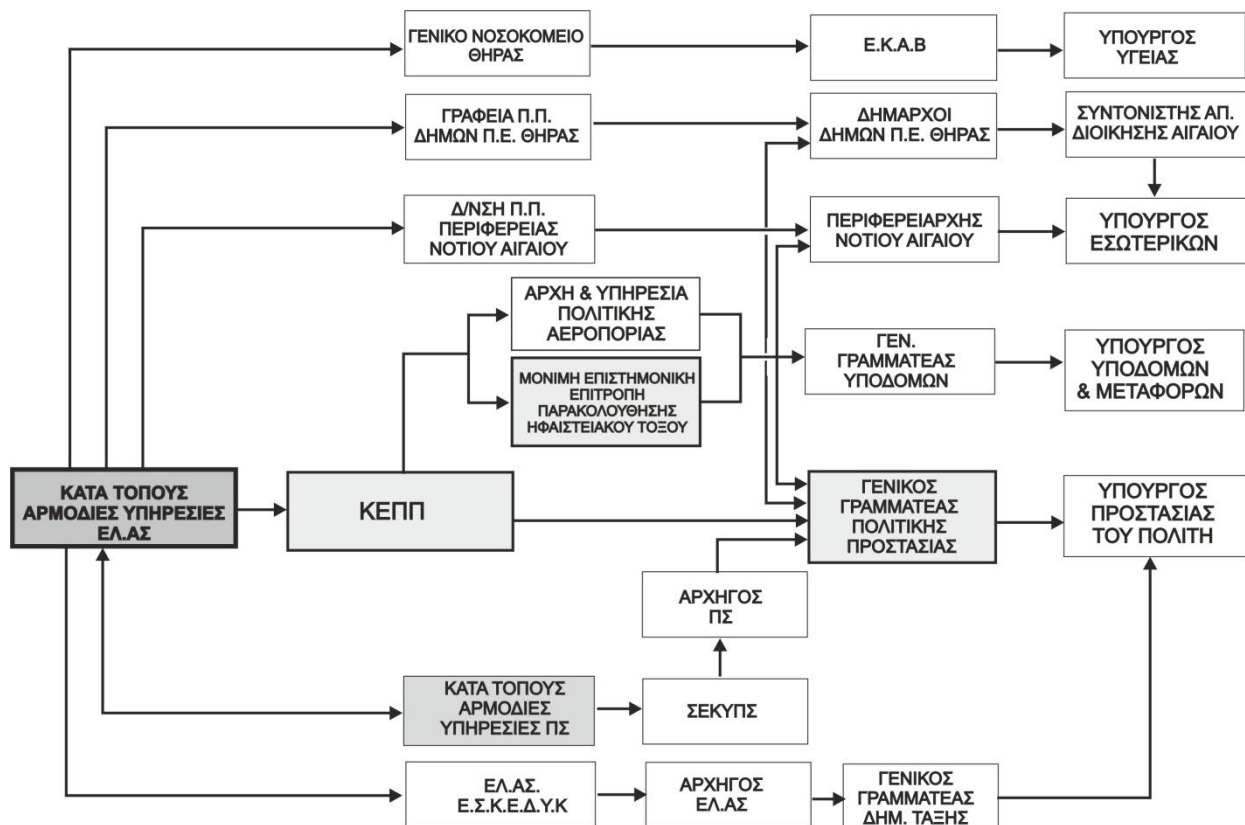 ΓΕΝΙΚΟ ΝΟΣΟΚΟΜΕΙΟ
ΘΗΡΑΣ
Ε.Κ.Α.Β
ΥΠΟΥΡΓΟΣ
ΥΓΕΙΑΣ
ΓΡΑΦΕΙΑ Π.Π.
ΔΗΜΩΝ Π.Ε. ΘΗΡΑΣ
ΔΗΜΑΡΧΟΙ
ΔΗΜΩΝ Π.Ε. ΘΗΡΑΣ
ΣΥΝΤΟΝΙΣΤΗΣ ΑΠ.
ΔΙΟΙΚΗΣΗΣ ΑΙΓΑΙΟΥ
Δ/ΝΣΗ Π.Π.
ΠΕΡΙΦΕΡΕΙΑΣ
ΝΟΤΙΟΥ ΑΙΓΑΙΟΥ
ΠΕΡΙΦΕΡΕΙΑΡΧΗΣ
ΝΟΤΙΟΥ ΑΙΓΑΙΟΥ
ΥΠΟΥΡΓΟΣ
ΕΣΩΤΕΡΙΚΩΝ
ΑΡΧΗ & ΥΠΗΡΕΣΙΑ
ΠΟΛΙΤΙΚΗΣ
ΑΕΡΟΠΟΡΙΑΣ
ΜΟΝΙΜΗ ΕΠΙΣΤΗΜΟΝΙΚΗ
ΕΠΙΤΡΟΠΗ
ΠΑΡΑΚΟΛΟΥΘΗΣΗΣ
ΗΦΑΙΣΤΕΙΑΚΟΥ ΤΟΞΟΥ
ΓΕΝ.
ΓΡΑΜΜΑΤΕΑΣ
ΥΠΟΔΟΜΩΝ
ΥΠΟΥΡΓΟΣ
ΥΠΟΔΟΜΩΝ
& ΜΕΤΑΦΟΡΩΝ
ΚΑΤΑ ΤΟΠΟΥΣ
ΑΡΜΟΔΙΕΣ ΥΠΗΡΕΣΙΕΣ
ΕΛ.ΑΣ
ΚΕΠΠ
ΓΕΝΙΚΟΣ
ΓΡΑΜΜΑΤΕΑΣ
ΠΟΛΙΤΙΚΗΣ
ΠΡΟΣΤΑΣΙΑΣ
ΥΠΟΥΡΓΟΣ
ΠΡΟΣΤΑΣΙΑΣ
ΤΟΥ ΠΟΛΙΤΗ
ΑΡΧΗΓΟΣ
ΠΣ
ΚΑΤΑ ΤΟΠΟΥΣ
ΑΡΜΟΔΙΕΣ
ΥΠΗΡΕΣΙΕΣ ΠΣ
ΣΕΚΥΠΣ
ΕΛ.ΑΣ.
Ε.Σ.Κ.Ε.Δ.Υ.Κ
ΑΡΧΗΓΟΣ
ΕΛ.ΑΣ
ΓΕΝΙΚΟΣ
ΓΡΑΜΜΑΤΕΑΣ
ΔΗΜ. ΤΑΞΗΣ